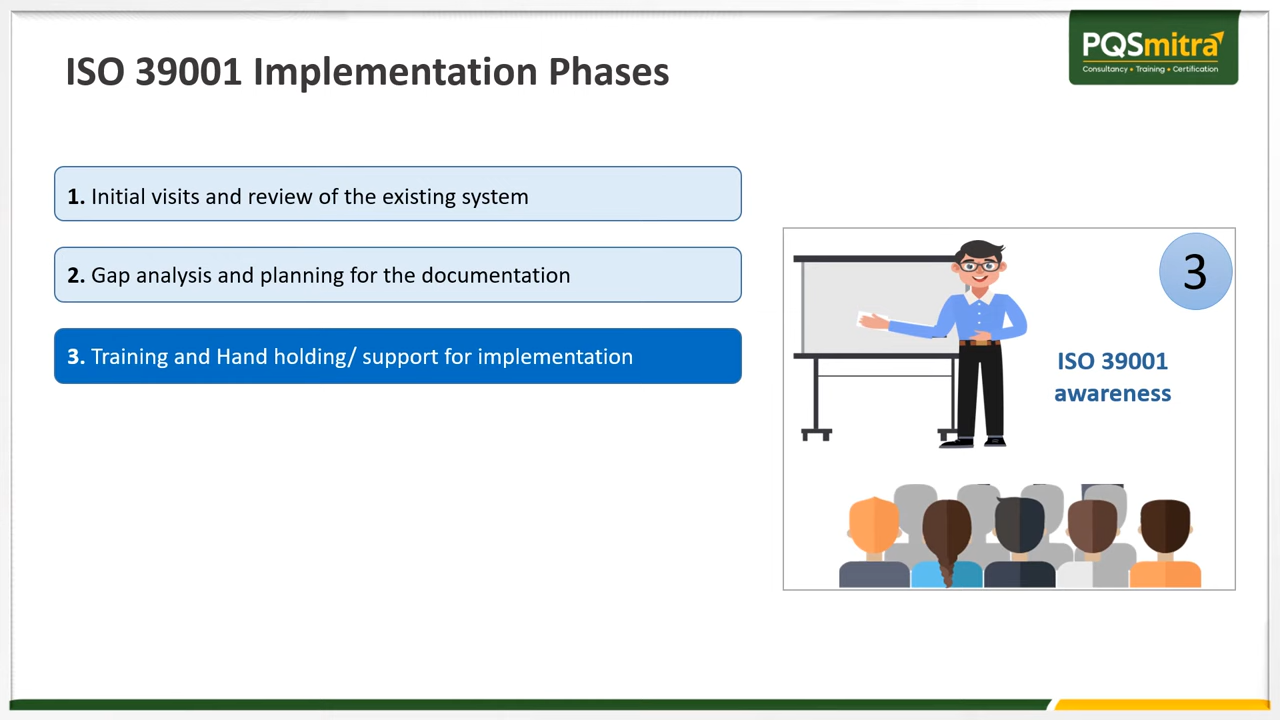 ISO 39001 Implementation Phases
PQSmitra
Consultancy • Training • Certification
1. Initial visits and review of the existing system
2. Gap analysis and planning for the documentation
3. Training and Hand holding/ support for implementation
3
ISO 39001
awareness